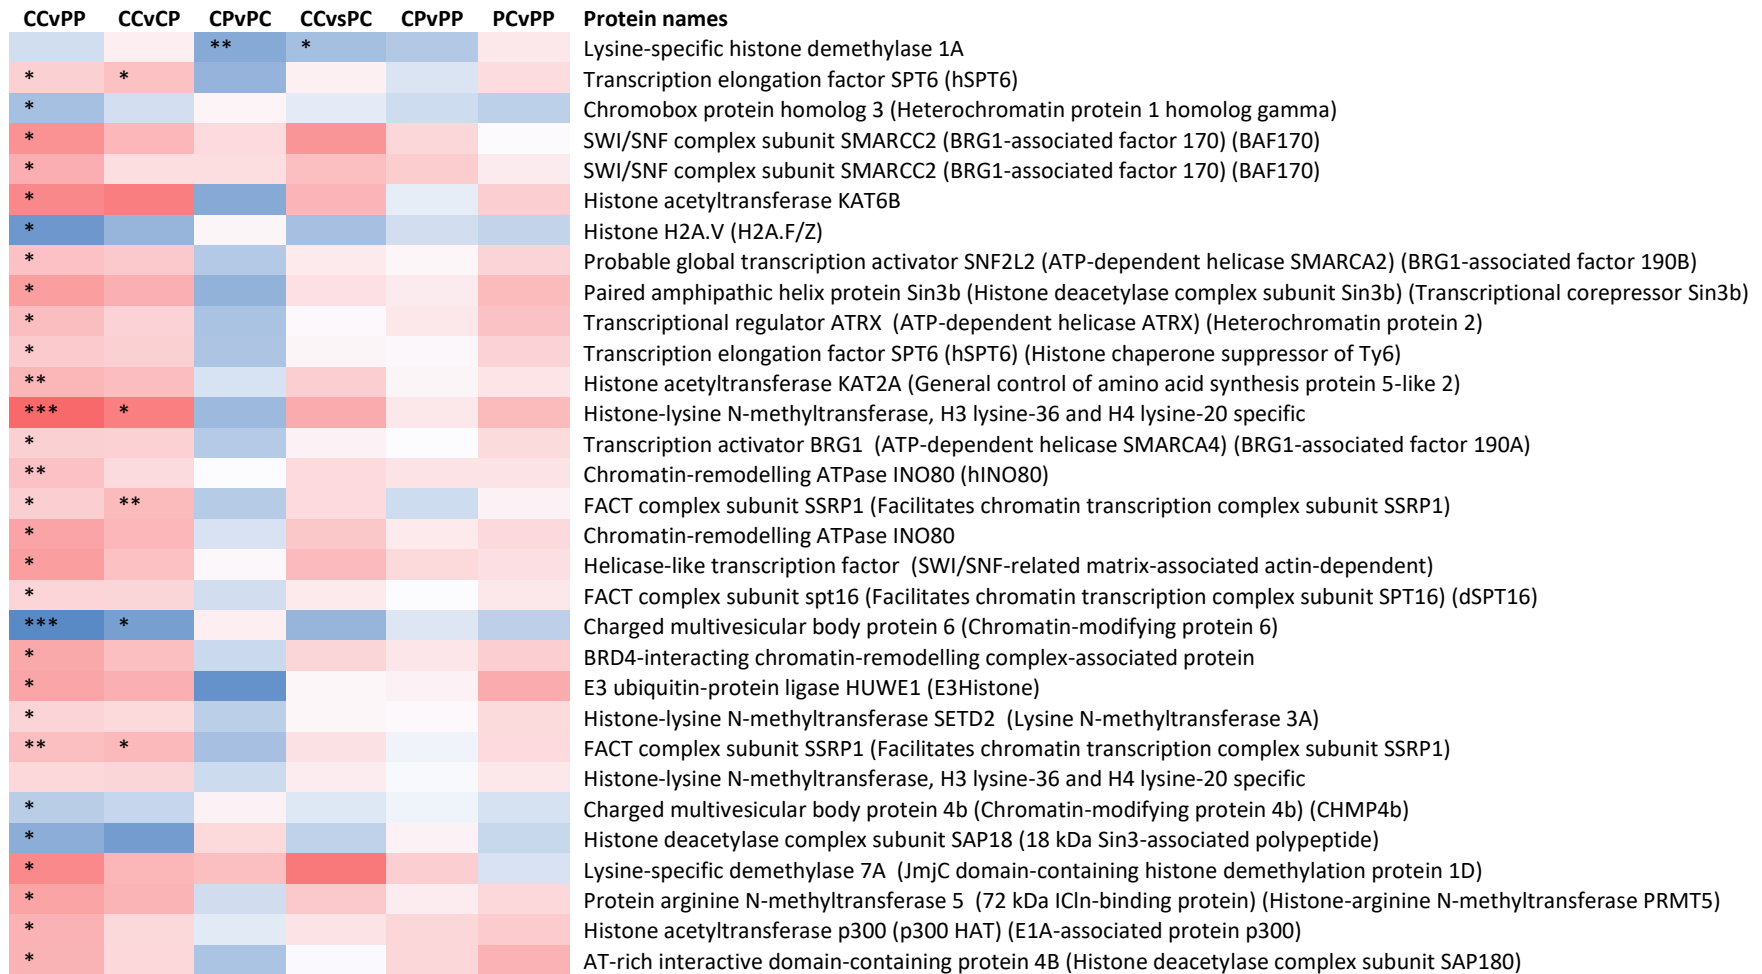 CCvPP CCvCP CPvPC CCvsPC CPvPP PCvPP Protein names
** * Lysine-specific histone demethylase 1A
* * Transcription elongation factor SPT6 (hSPT6)
* Chromobox protein homolog 3 (Heterochromatin protein 1 homolog gamma)
* SWI/SNF complex subunit SMARCC2 (BRG1-associated factor 170) (BAF170)
* SWI/SNF complex subunit SMARCC2 (BRG1-associated factor 170) (BAF170)
* Histone acetyltransferase KAT6B
* Histone H2A.V (H2A.F/Z)
* Probable global transcription activator SNF2L2 (ATP-dependent helicase SMARCA2) (BRG1-associated factor 190B)
* Paired amphipathic helix protein Sin3b (Histone deacetylase complex subunit Sin3b) (Transcriptional corepressor Sin3b)
* Transcriptional regulator ATRX (ATP-dependent helicase ATRX) (Heterochromatin protein 2)
* Transcription elongation factor SPT6 (hSPT6) (Histone chaperone suppressor of Ty6)
** Histone acetyltransferase KAT2A (General control of amino acid synthesis protein 5-like 2)
*** * Histone-lysine N-methyltransferase, H3 lysine-36 and H4 lysine-20 specific
* Transcription activator BRG1 (ATP-dependent helicase SMARCA4) (BRG1-associated factor 190A)
** Chromatin-remodelling ATPase INO80 (hINO80)
* ** FACT complex subunit SSRP1 (Facilitates chromatin transcription complex subunit SSRP1)
* Chromatin-remodelling ATPase INO80
* Helicase-like transcription factor (SWI/SNF-related matrix-associated actin-dependent)
* FACT complex subunit spt16 (Facilitates chromatin transcription complex subunit SPT16) (dSPT16)
*** * Charged multivesicular body protein 6 (Chromatin-modifying protein 6)
* BRD4-interacting chromatin-remodelling complex-associated protein
* E3 ubiquitin-protein ligase HUWE1 (E3Histone)
* Histone-lysine N-methyltransferase SETD2 (Lysine N-methyltransferase 3A)
** * FACT complex subunit SSRP1 (Facilitates chromatin transcription complex subunit SSRP1)
Histone-lysine N-methyltransferase, H3 lysine-36 and H4 lysine-20 specific
* Charged multivesicular body protein 4b (Chromatin-modifying protein 4b) (CHMP4b)
* Histone deacetylase complex subunit SAP18 (18 kDa Sin3-associated polypeptide)
* Lysine-specific demethylase 7A (JmjC domain-containing histone demethylation protein 1D)
* Protein arginine N-methyltransferase 5 (72 kDa ICln-binding protein) (Histone-arginine N-methyltransferase PRMT5)
* Histone acetyltransferase p300 (p300 HAT) (E1A-associated protein p300)
* AT-rich interactive domain-containing protein 4B (Histone deacetylase complex subunit SAP180)